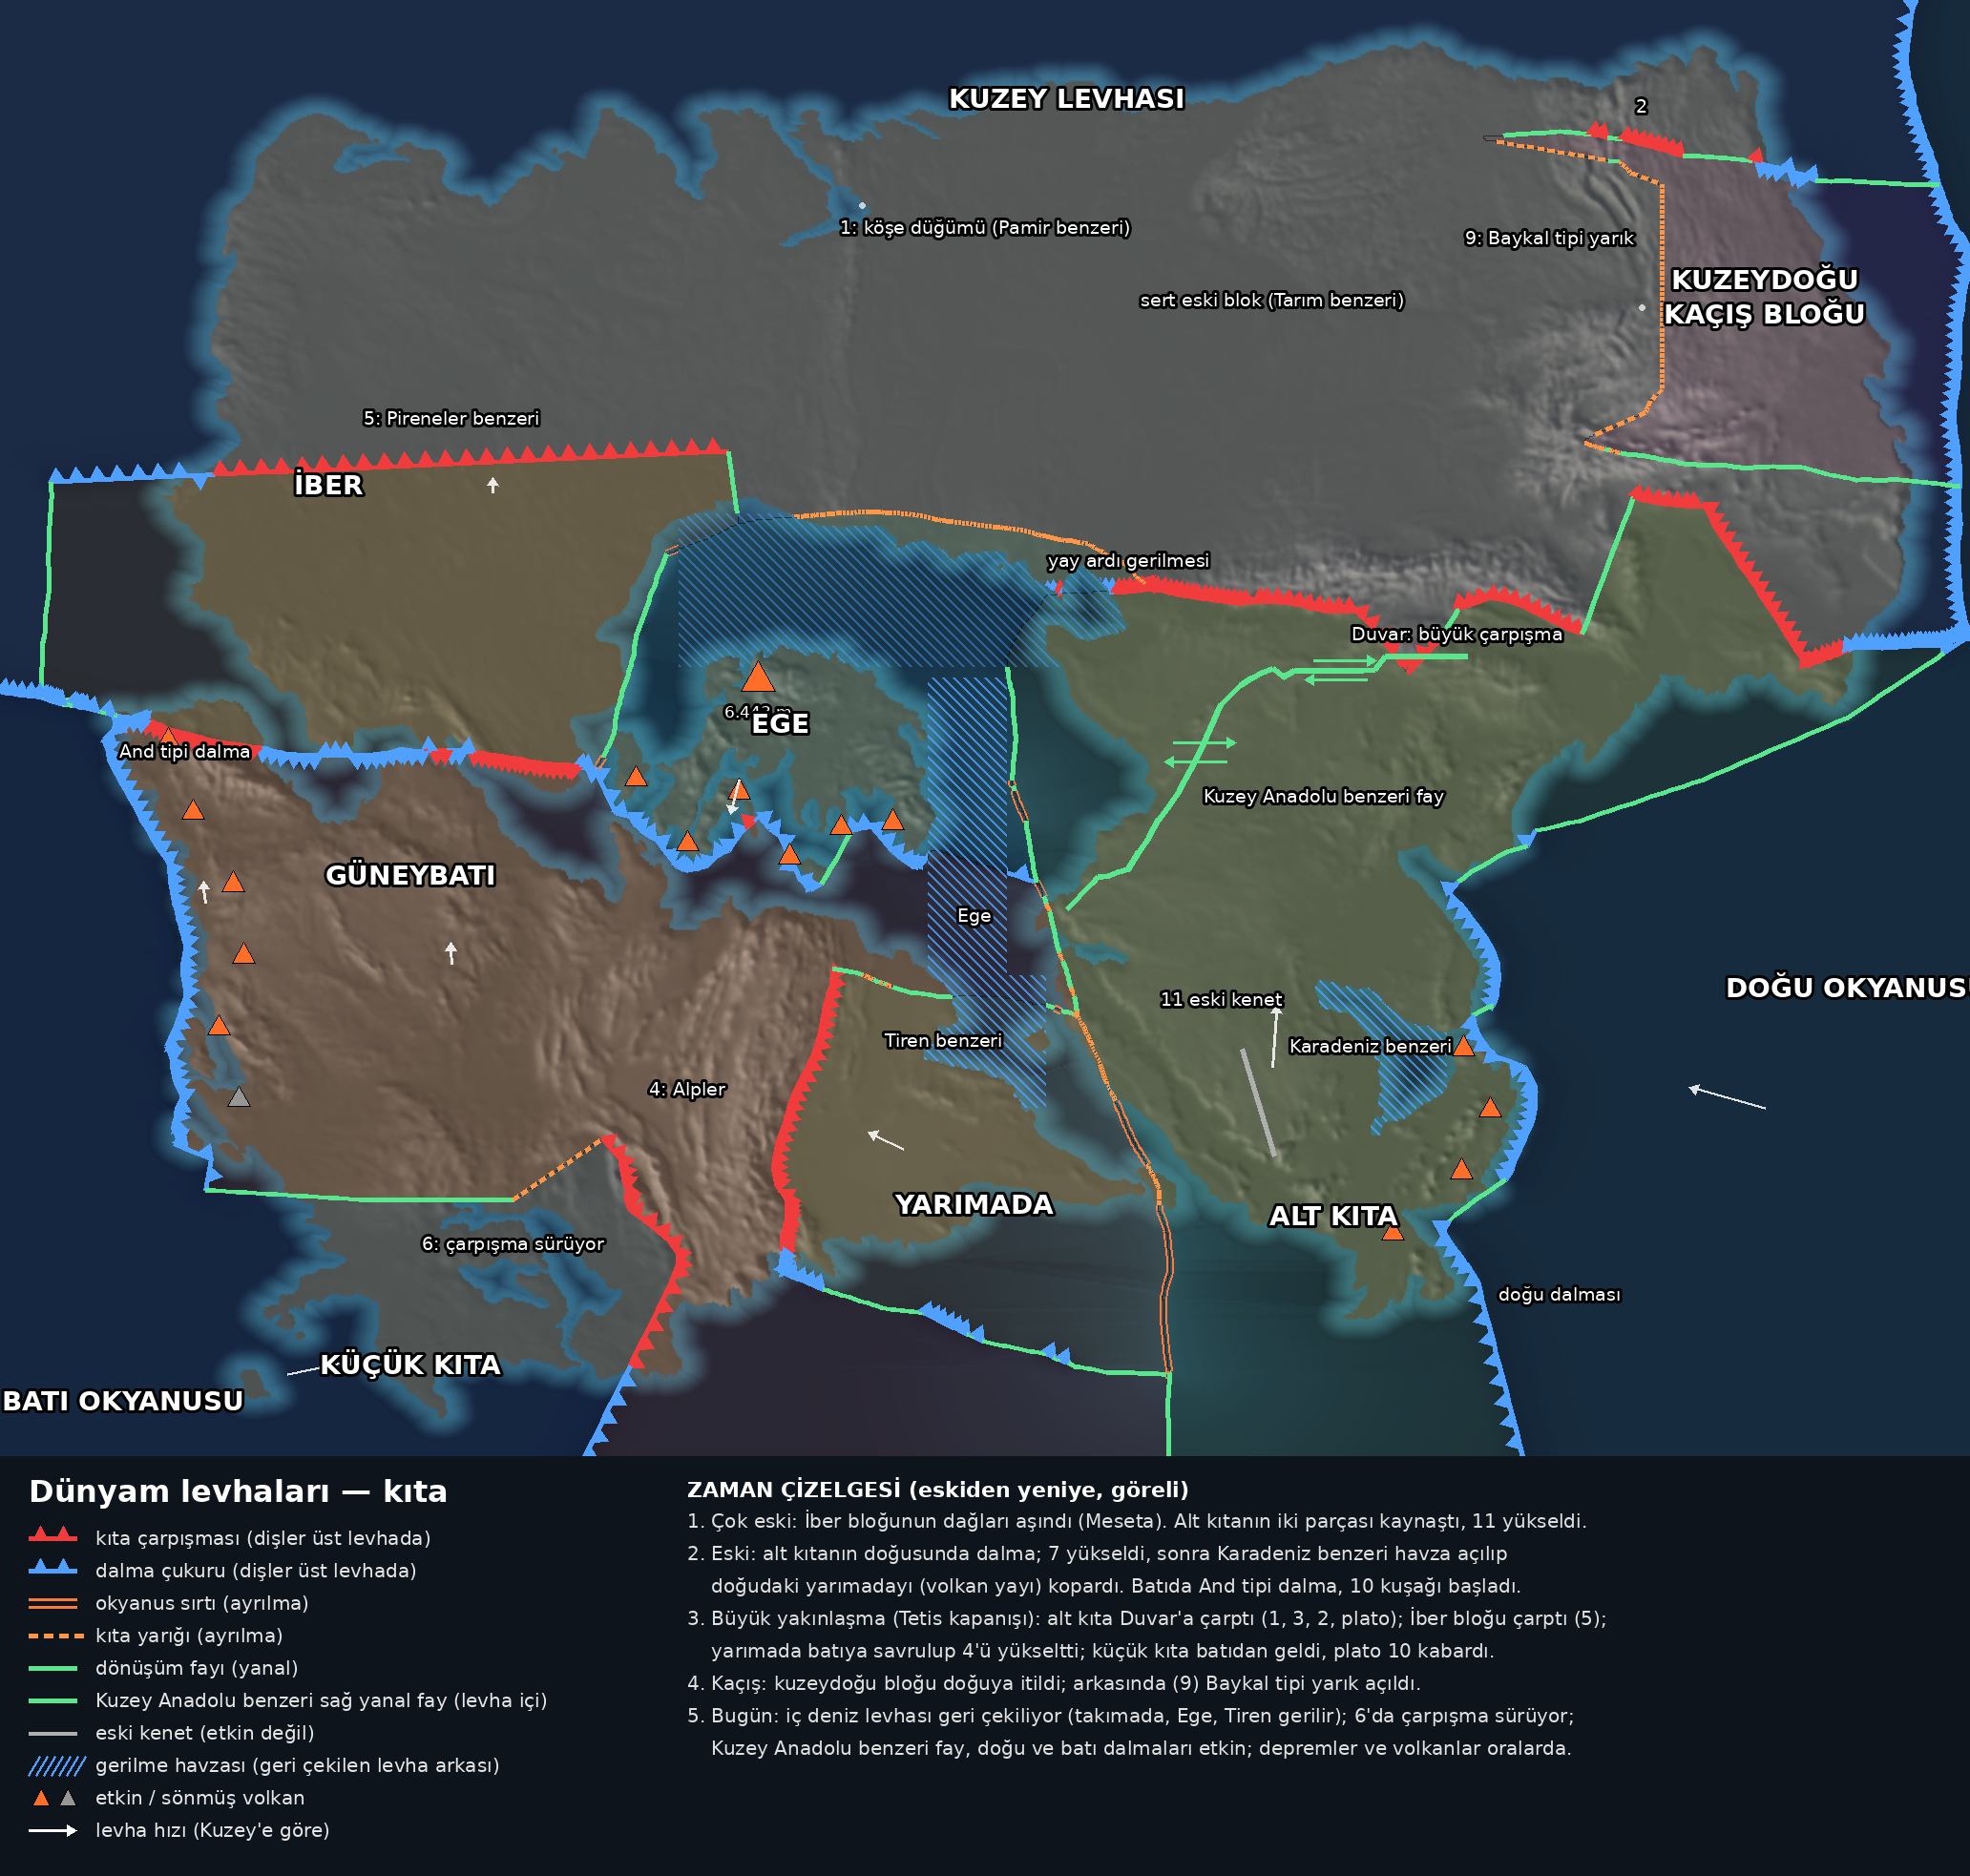 KUZEY LEVHASI
2
1: köşe düğümü (Pamir benzeri)
9: Baykal tipi yarık
KUZEYDOĞU
KAÇIŞ BLOĞU
sert eski blok (Tarım benzeri)
5: Pireneler benzeri
İBER
yay ardı gerilmesi
Duvar: büyük çarpışma
EGE
And tipi dalma
Kuzey Anadolu benzeri fay
GÜNEYBATI
Ege
DOĞU OKYANUSU
11 eski kenet
Tiren benzeri
Karadeniz benzeri
4: Alpler
YARIMADA
ALT KITA
6: çarpışma sürüyor
doğu dalması
KÜÇÜK KITA
BATI OKYANUSU
Dünyam levhaları — kıta
kıta çarpışması (dişler üst levhada)
dalma çukuru (dişler üst levhada)
okyanus sırtı (ayrılma)
kıta yarığı (ayrılma)
dönüşüm fayı (yanal)
Kuzey Anadolu benzeri sağ yanal fay (levha içi)
eski kenet (etkin değil)
gerilme havzası (geri çekilen levha arkası)
etkin / sönmüş volkan
levha hızı (Kuzey'e göre)
ZAMAN ÇİZELGESİ (eskiden yeniye, göreli)
1. Çok eski: İber bloğunun dağları aşındı (Meseta). Alt kıtanın iki parçası kaynaştı, 11 yükseldi.
2. Eski: alt kıtanın doğusunda dalma; 7 yükseldi, sonra Karadeniz benzeri havza açılıp
doğudaki yarımadayı (volkan yayı) kopardı. Batıda And tipi dalma, 10 kuşağı başladı.
3. Büyük yakınlaşma (Tetis kapanışı): alt kıta Duvar'a çarptı (1, 3, 2, plato); İber bloğu çarptı (5);
yarımada batıya savrulup 4'ü yükseltti; küçük kıta batıdan geldi, plato 10 kabardı.
4. Kaçış: kuzeydoğu bloğu doğuya itildi; arkasında (9) Baykal tipi yarık açıldı.
5. Bugün: iç deniz levhası geri çekiliyor (takımada, Ege, Tiren gerilir); 6'da çarpışma sürüyor;
Kuzey Anadolu benzeri fay, doğu ve batı dalmaları etkin; depremler ve volkanlar oralarda.